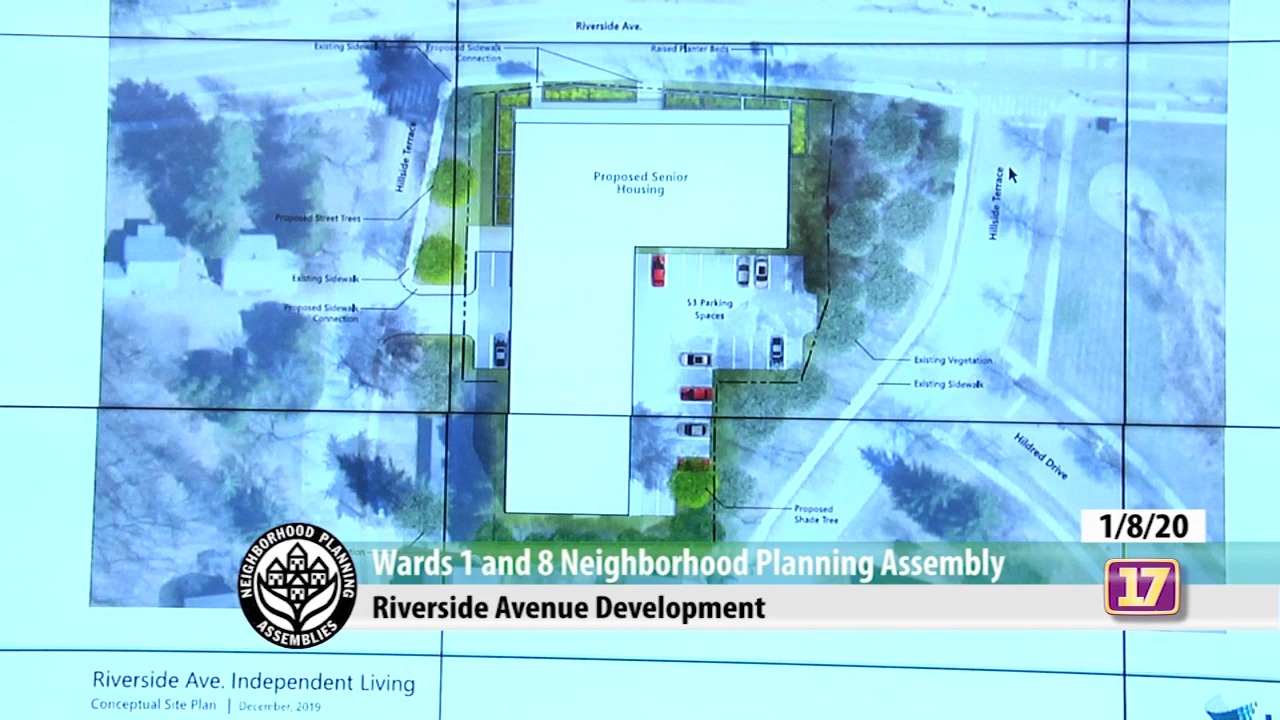 Riverside Ave.
Existing Sidewalk
Proposed Sidewalk
Connection
Raised Planter Beds
Hillside Terrace
Proposed Senior
Housing
Hillside Terrace
Proposed Street Trees
Existing Sidewalk
Proposed Sidewalk
Connection
53 Parking
Spaces
Existing Vegetation
Existing Sidewalk
Hildred Drive
Proposed
Shade Tree
1/8/20
NEIGHBORHOOD PLANNING
ASSEMBLIES
Wards 1 and 8 Neighborhood Planning Assembly
Riverside Avenue Development
17
Riverside Ave. Independent Living
Conceptual Site Plan | December, 2019